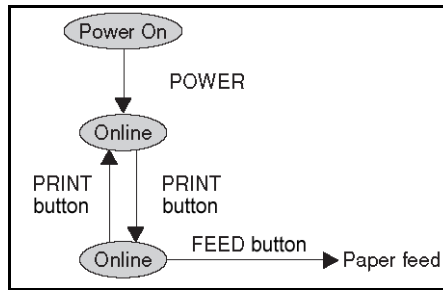 Power On
POWER
Online
PRINT
button
PRINT
button
FEED button
Online
Paper feed